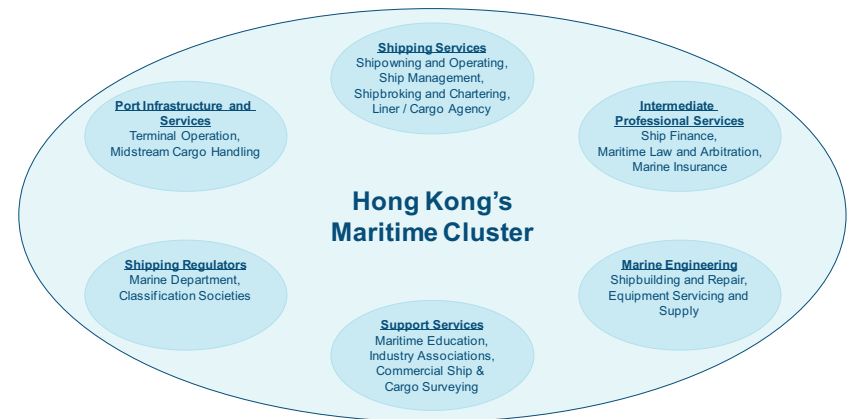 Shipping Services
Shipowning and Operating,
Ship Management,
Shipbroking and Chartering,
Liner / Cargo Agency
Port Infrastructure and
Services
Terminal Operation,
Midstream Cargo Handling
Intermediate
Professional Services
Ship Finance,
Maritime Law and Arbitration,
Marine Insurance
Hong Kong’s
Maritime Cluster
Shipping Regulators
Marine Department,
Classification Societies
Marine Engineering
Shipbuilding and Repair,
Equipment Servicing and
Supply
Support Services
Maritime Education,
Industry Associations,
Commercial Ship &
Cargo Surveying